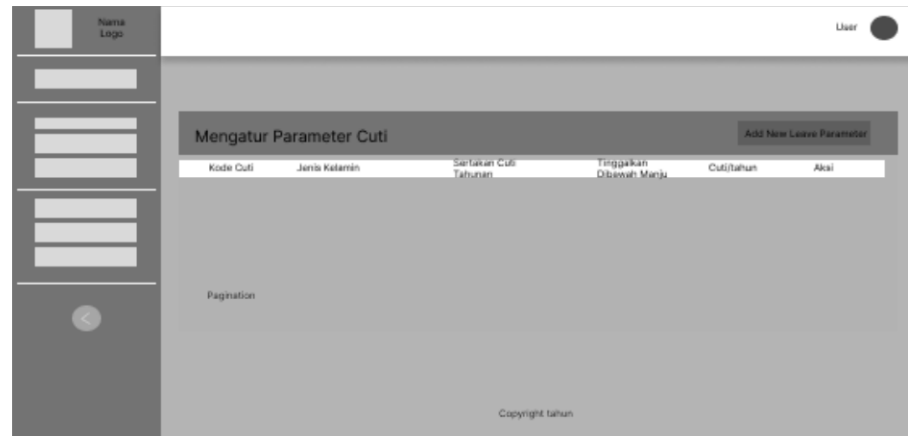 Nama
Logo
User
Mengatur Parameter Cuti
Add New Leave Parameter
Kode Cuti
Jenis Kelamin
Sertakan Cuti
Tahunan
Tinggalkan
Dibawah Manju
Cuti/tahun
Aksi
Pagination
Copyright tahun